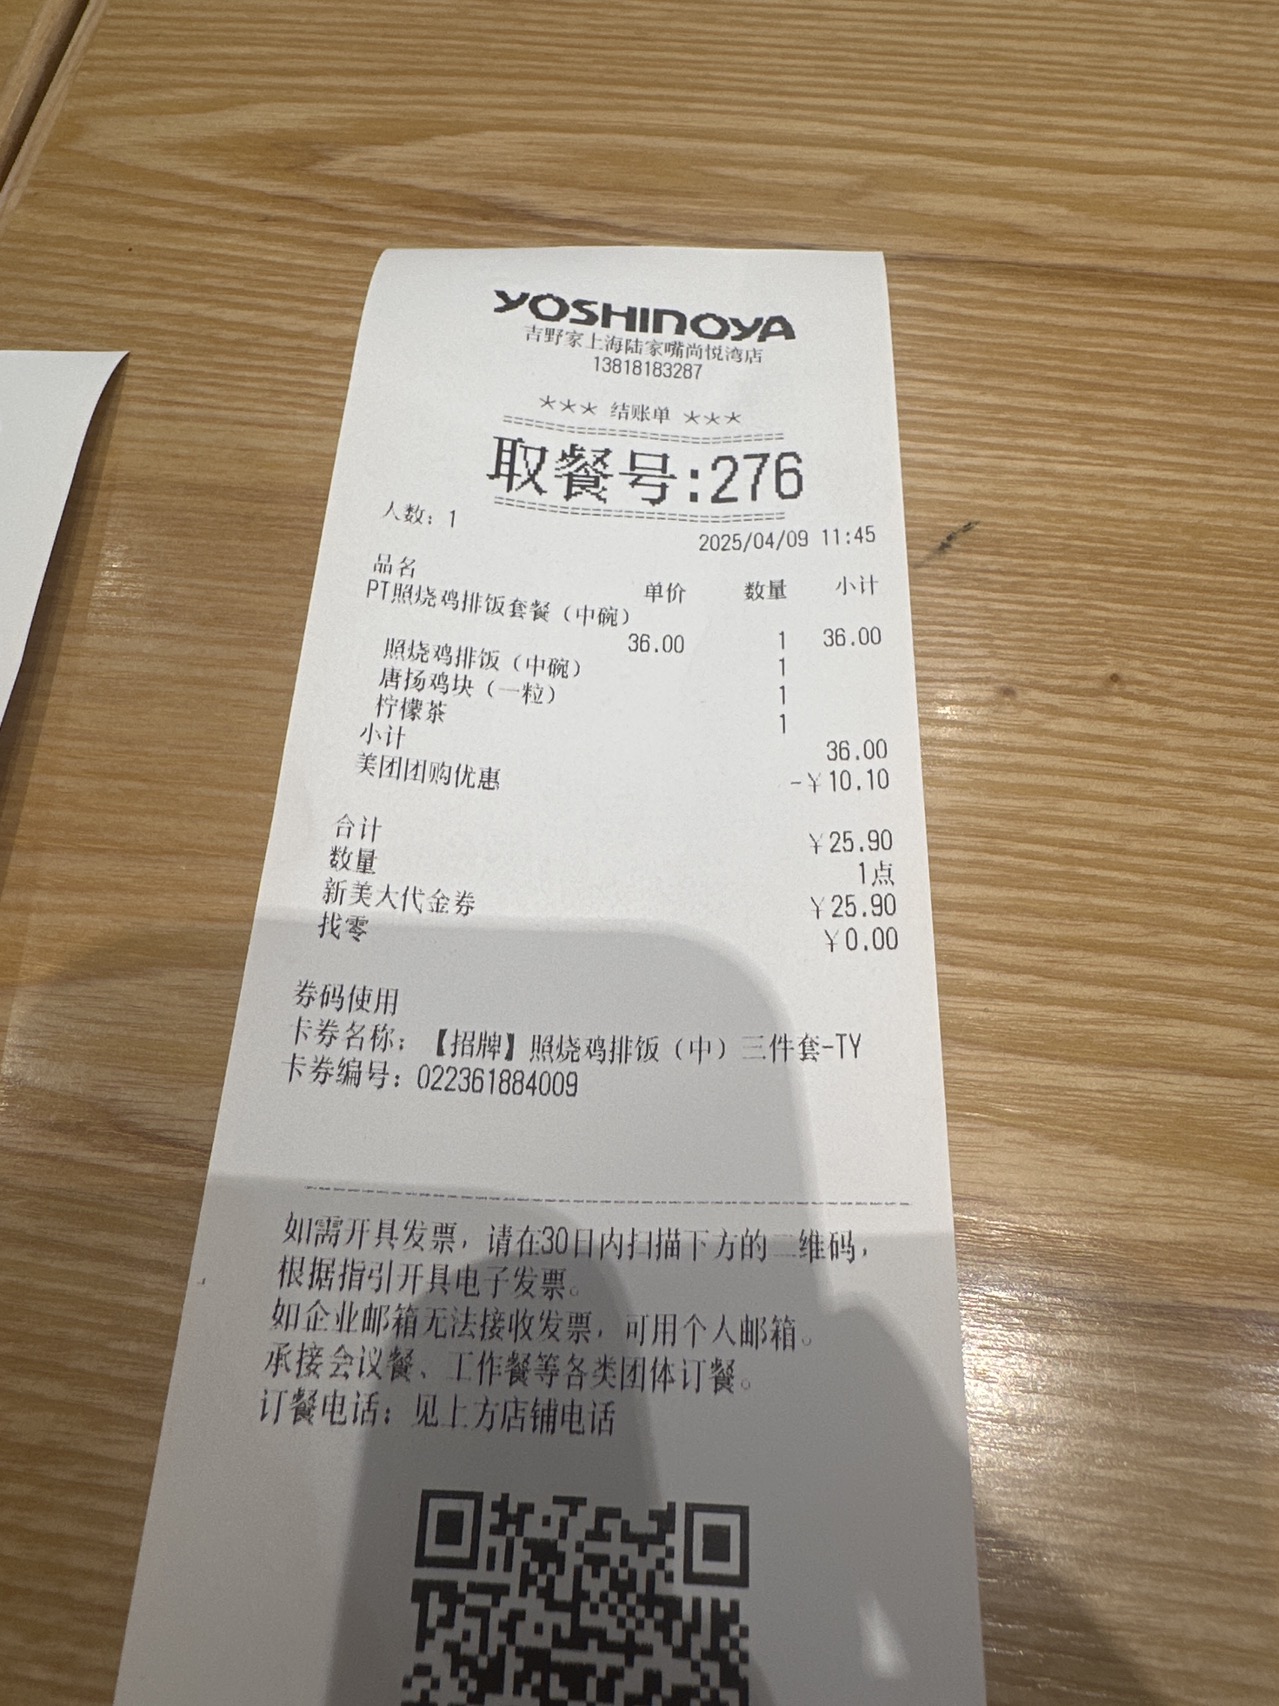 YOSHINOYA
吉野家上海陆家嘴尚悦湾店
13818183287
*** 结账单 ***
取餐号:276
人数: 1
2025/04/09 11:45
品名 单价 数量 小计
PT照烧鸡排饭套餐（中碗）
36.00 1 36.00
照烧鸡排饭（中碗） 1
唐扬鸡块（一粒） 1
柠檬茶 1
小计 36.00
美团团购优惠 -￥10.10
合计 ￥25.90
数量 1点
新美大代金券 ￥25.90
找零 ￥0.00
券码使用
卡券名称: 【招牌】照烧鸡排饭（中）三件套-TY
卡券编号: 022361884009
如需开具发票, 请在30日内扫描下方的二维码,
根据指引开具电子发票。
如企业邮箱无法接收发票, 可用个人邮箱。
承接会议餐、工作餐等各类团体订餐。
订餐电话: 见上方店铺电话